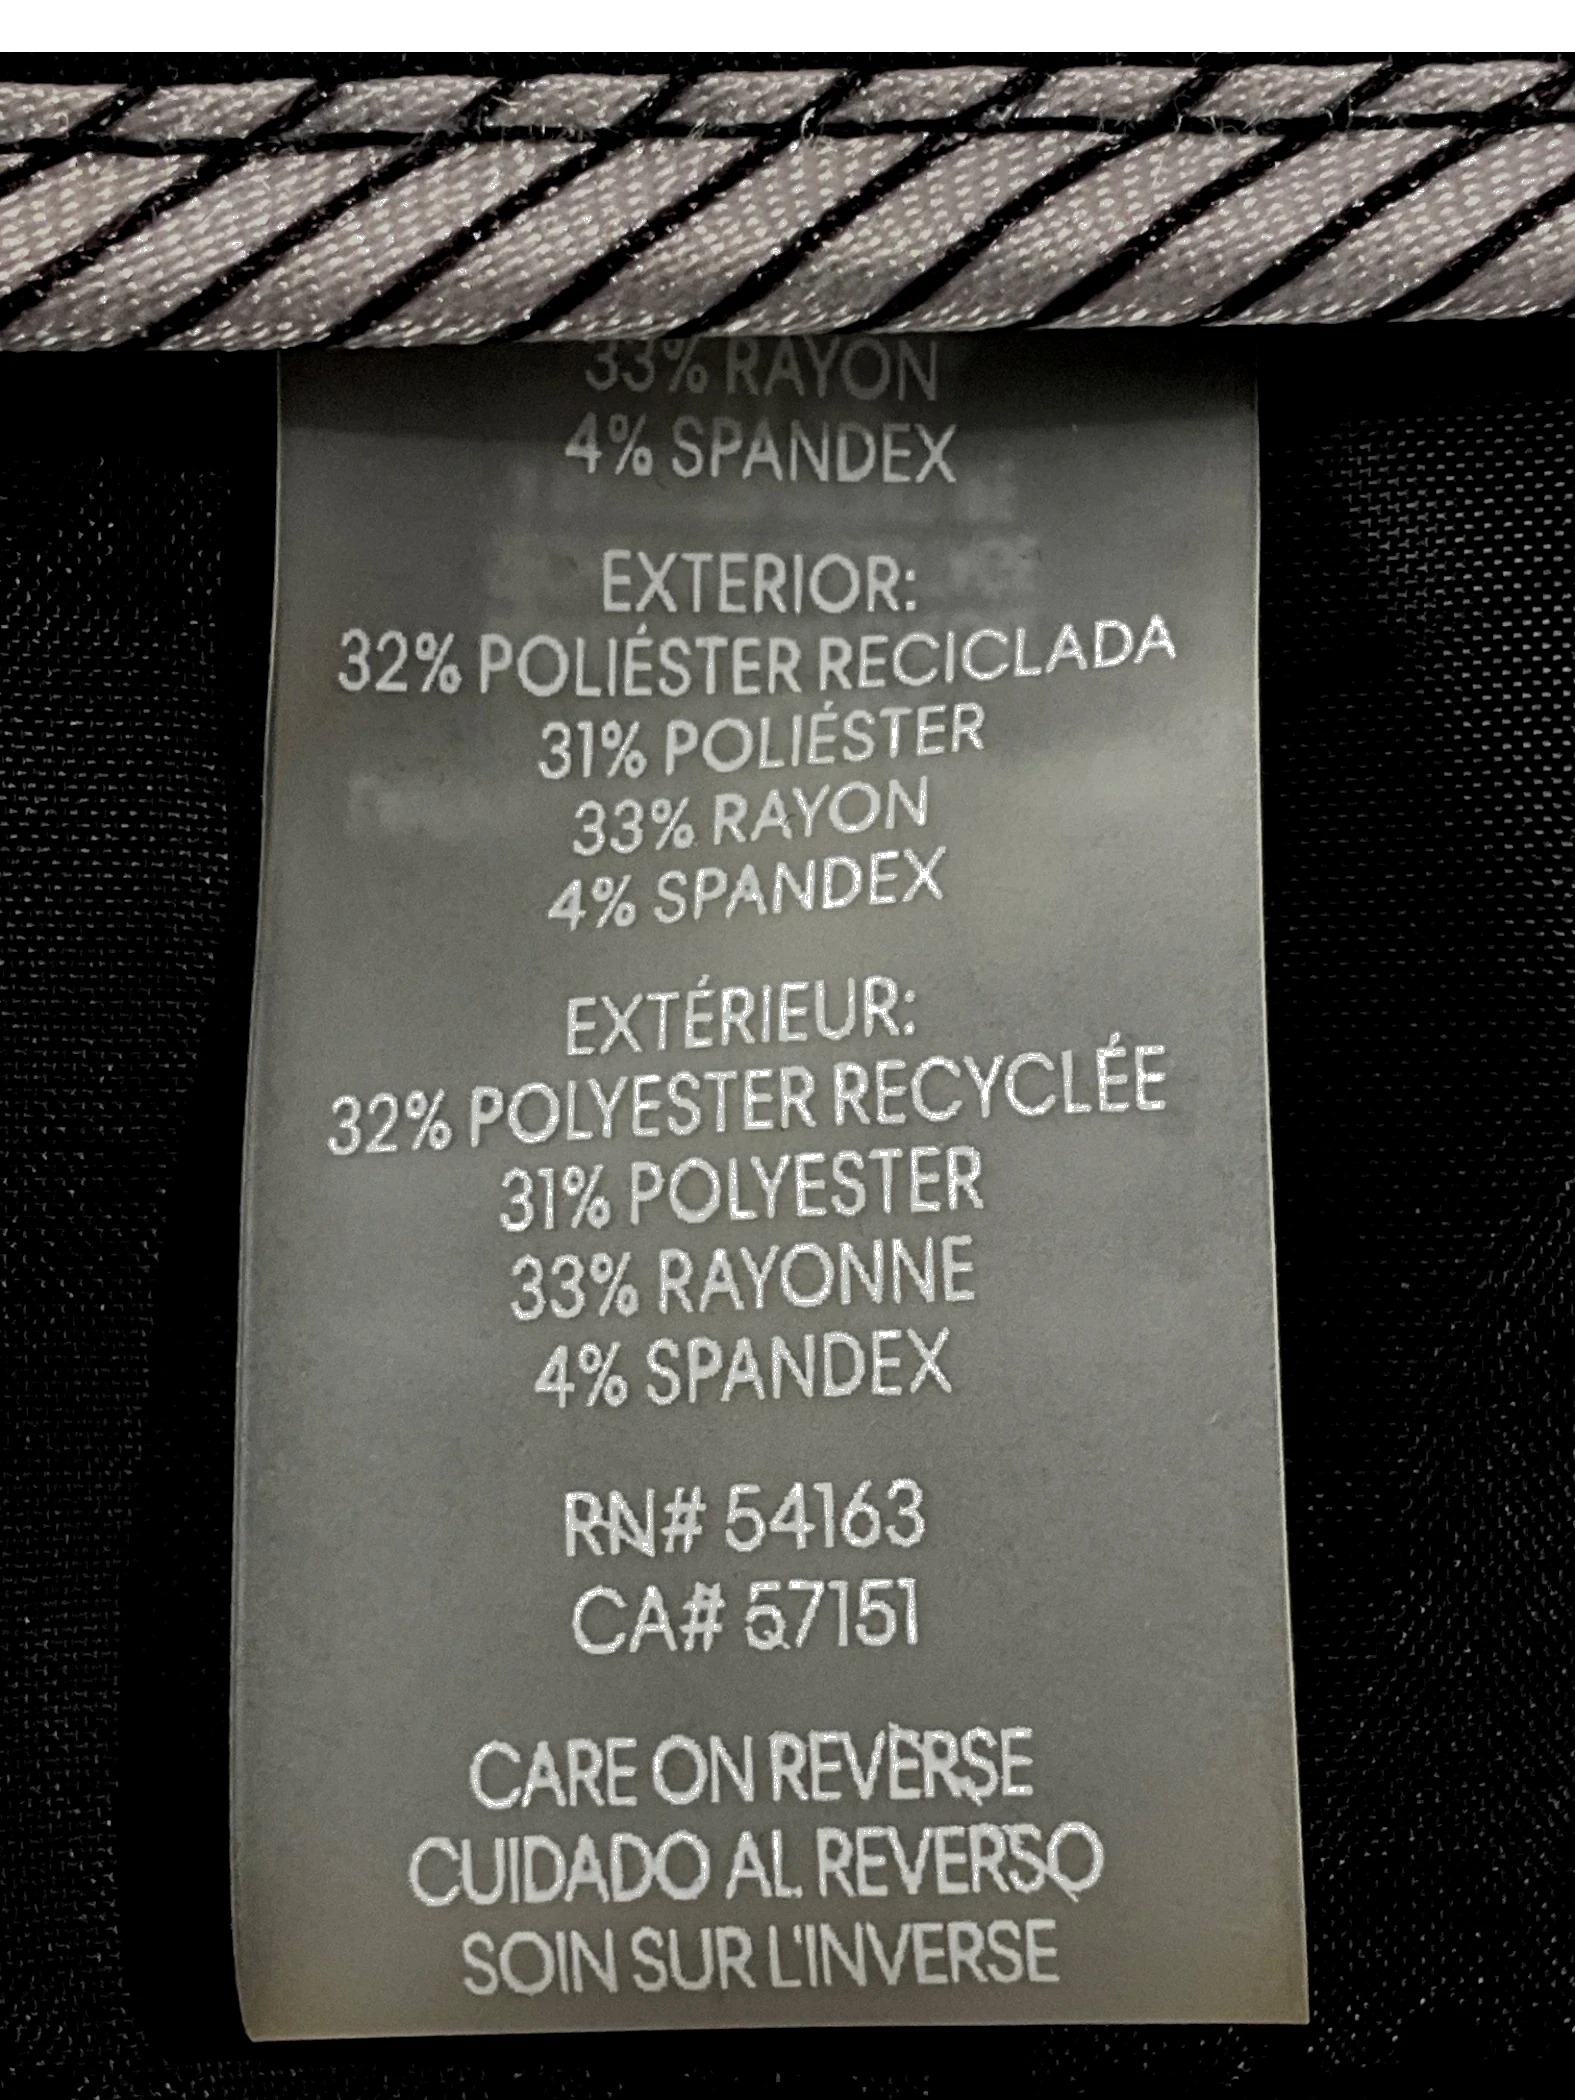 33% RAYON
4% SPANDEX
EXTERIOR:
32% POLIÉSTER RECICLADA
31% POLIÉSTER
33% RAYON
4% SPANDEX
EXTÉRIEUR:
32% POLYESTER RECYCLÉE
31% POLYESTER
33% RAYONNE
4% SPANDEX
RN# 54163
CA# 57151
CARE ON REVERSE
CUIDADO AL REVERSO
SOIN SUR L'INVERSE